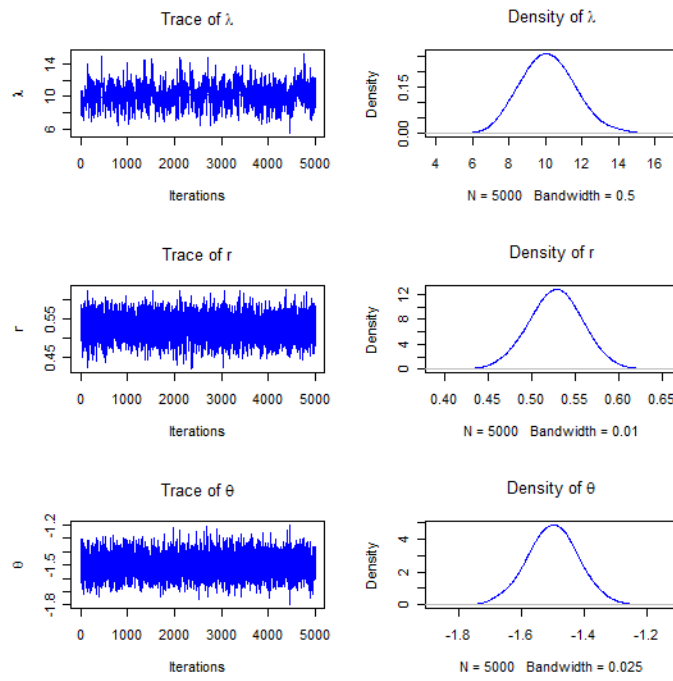 Trace of λ
Density of λ
λ
6 10 14
0 1000 2000 3000 4000 5000
Iterations
Density
0.00 0.15
4 6 8 10 12 14 16
N = 5000 Bandwidth = 0.5
Trace of r
Density of r
r
0.45 0.55
0 1000 2000 3000 4000 5000
Iterations
Density
0 4 8 12
0.40 0.45 0.50 0.55 0.60 0.65
N = 5000 Bandwidth = 0.01
Trace of θ
Density of θ
θ
-1.8 -1.5 -1.2
0 1000 2000 3000 4000 5000
Iterations
Density
0 2 4
-1.8 -1.6 -1.4 -1.2
N = 5000 Bandwidth = 0.025